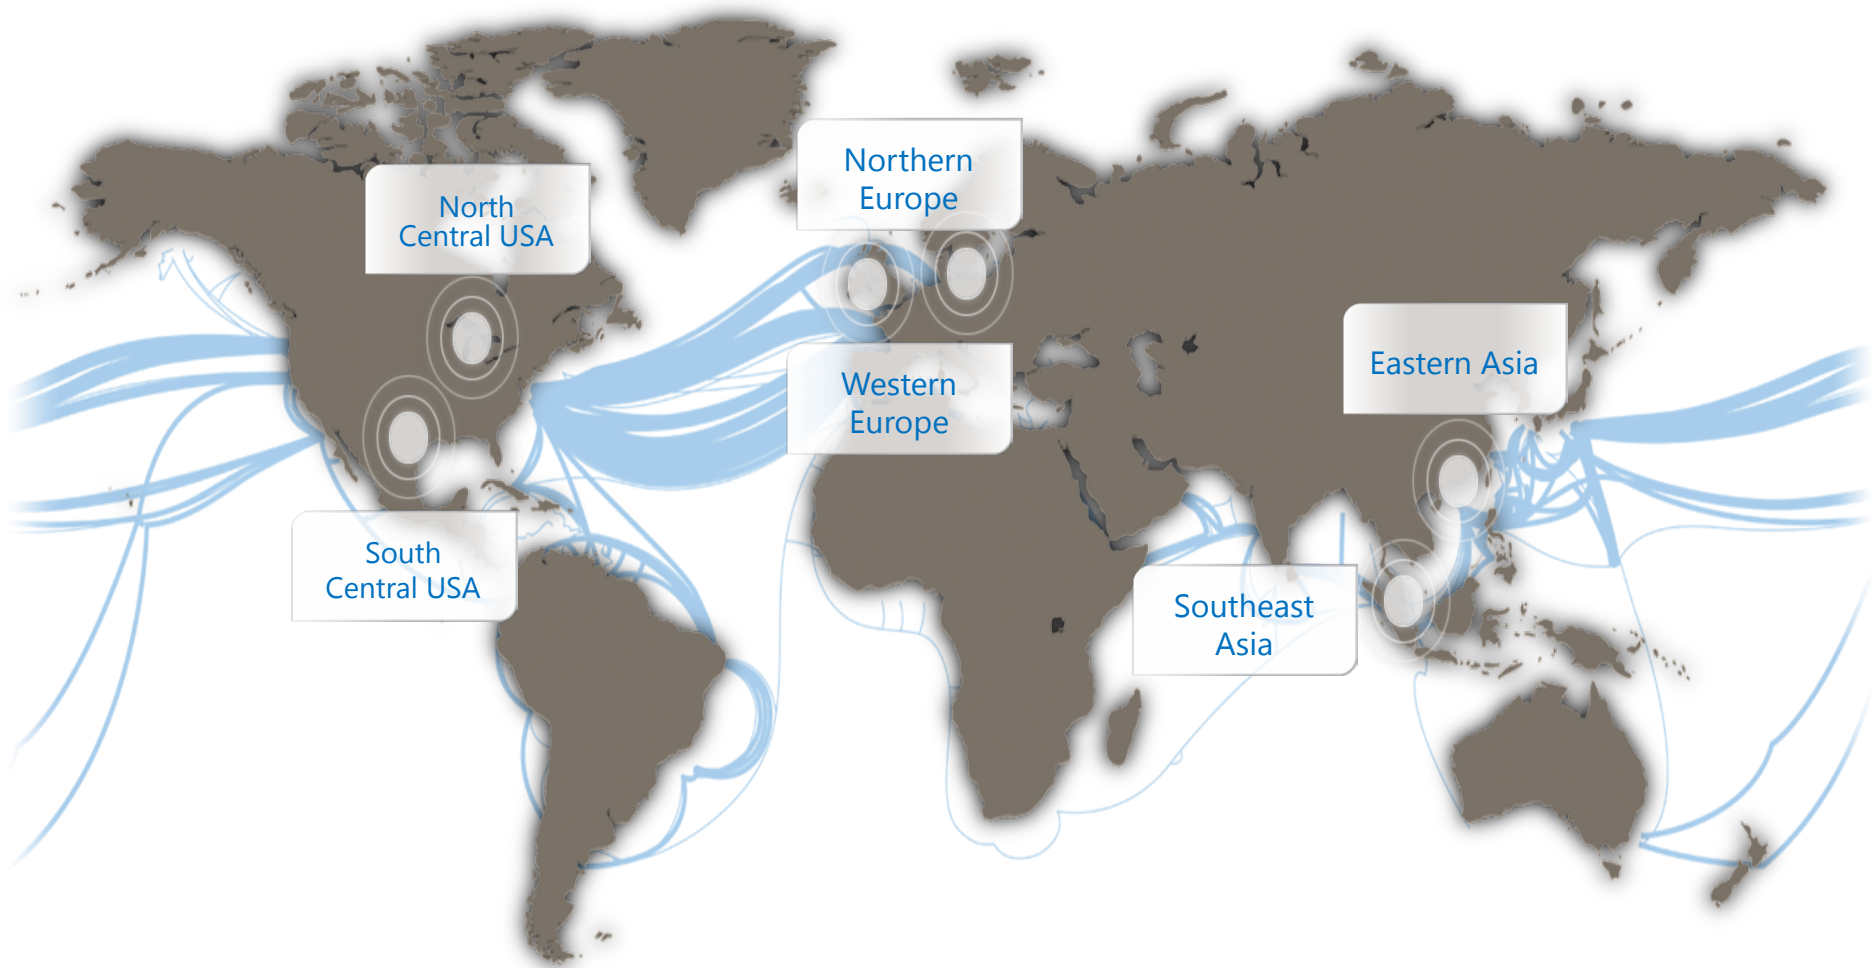 Northern
Europe
North
Central USA
Eastern Asia
Western
Europe
South
Central USA
Southeast
Asia